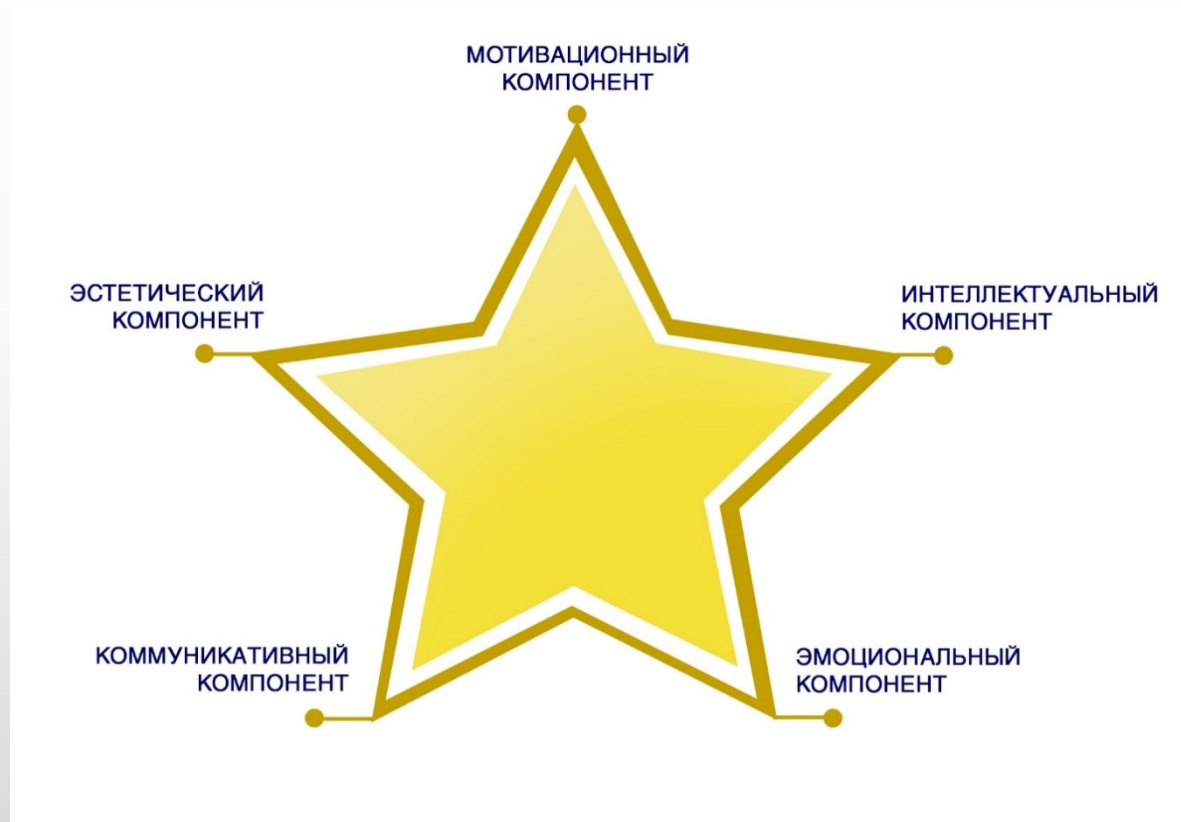 МОТИВАЦИОННЫЙ
КОМПОНЕНТ
ЭСТЕТИЧЕСКИЙ
КОМПОНЕНТ
ИНТЕЛЛЕКТУАЛЬНЫЙ
КОМПОНЕНТ
КОММУНИКАТИВНЫЙ
КОМПОНЕНТ
ЭМОЦИОНАЛЬНЫЙ
КОМПОНЕНТ